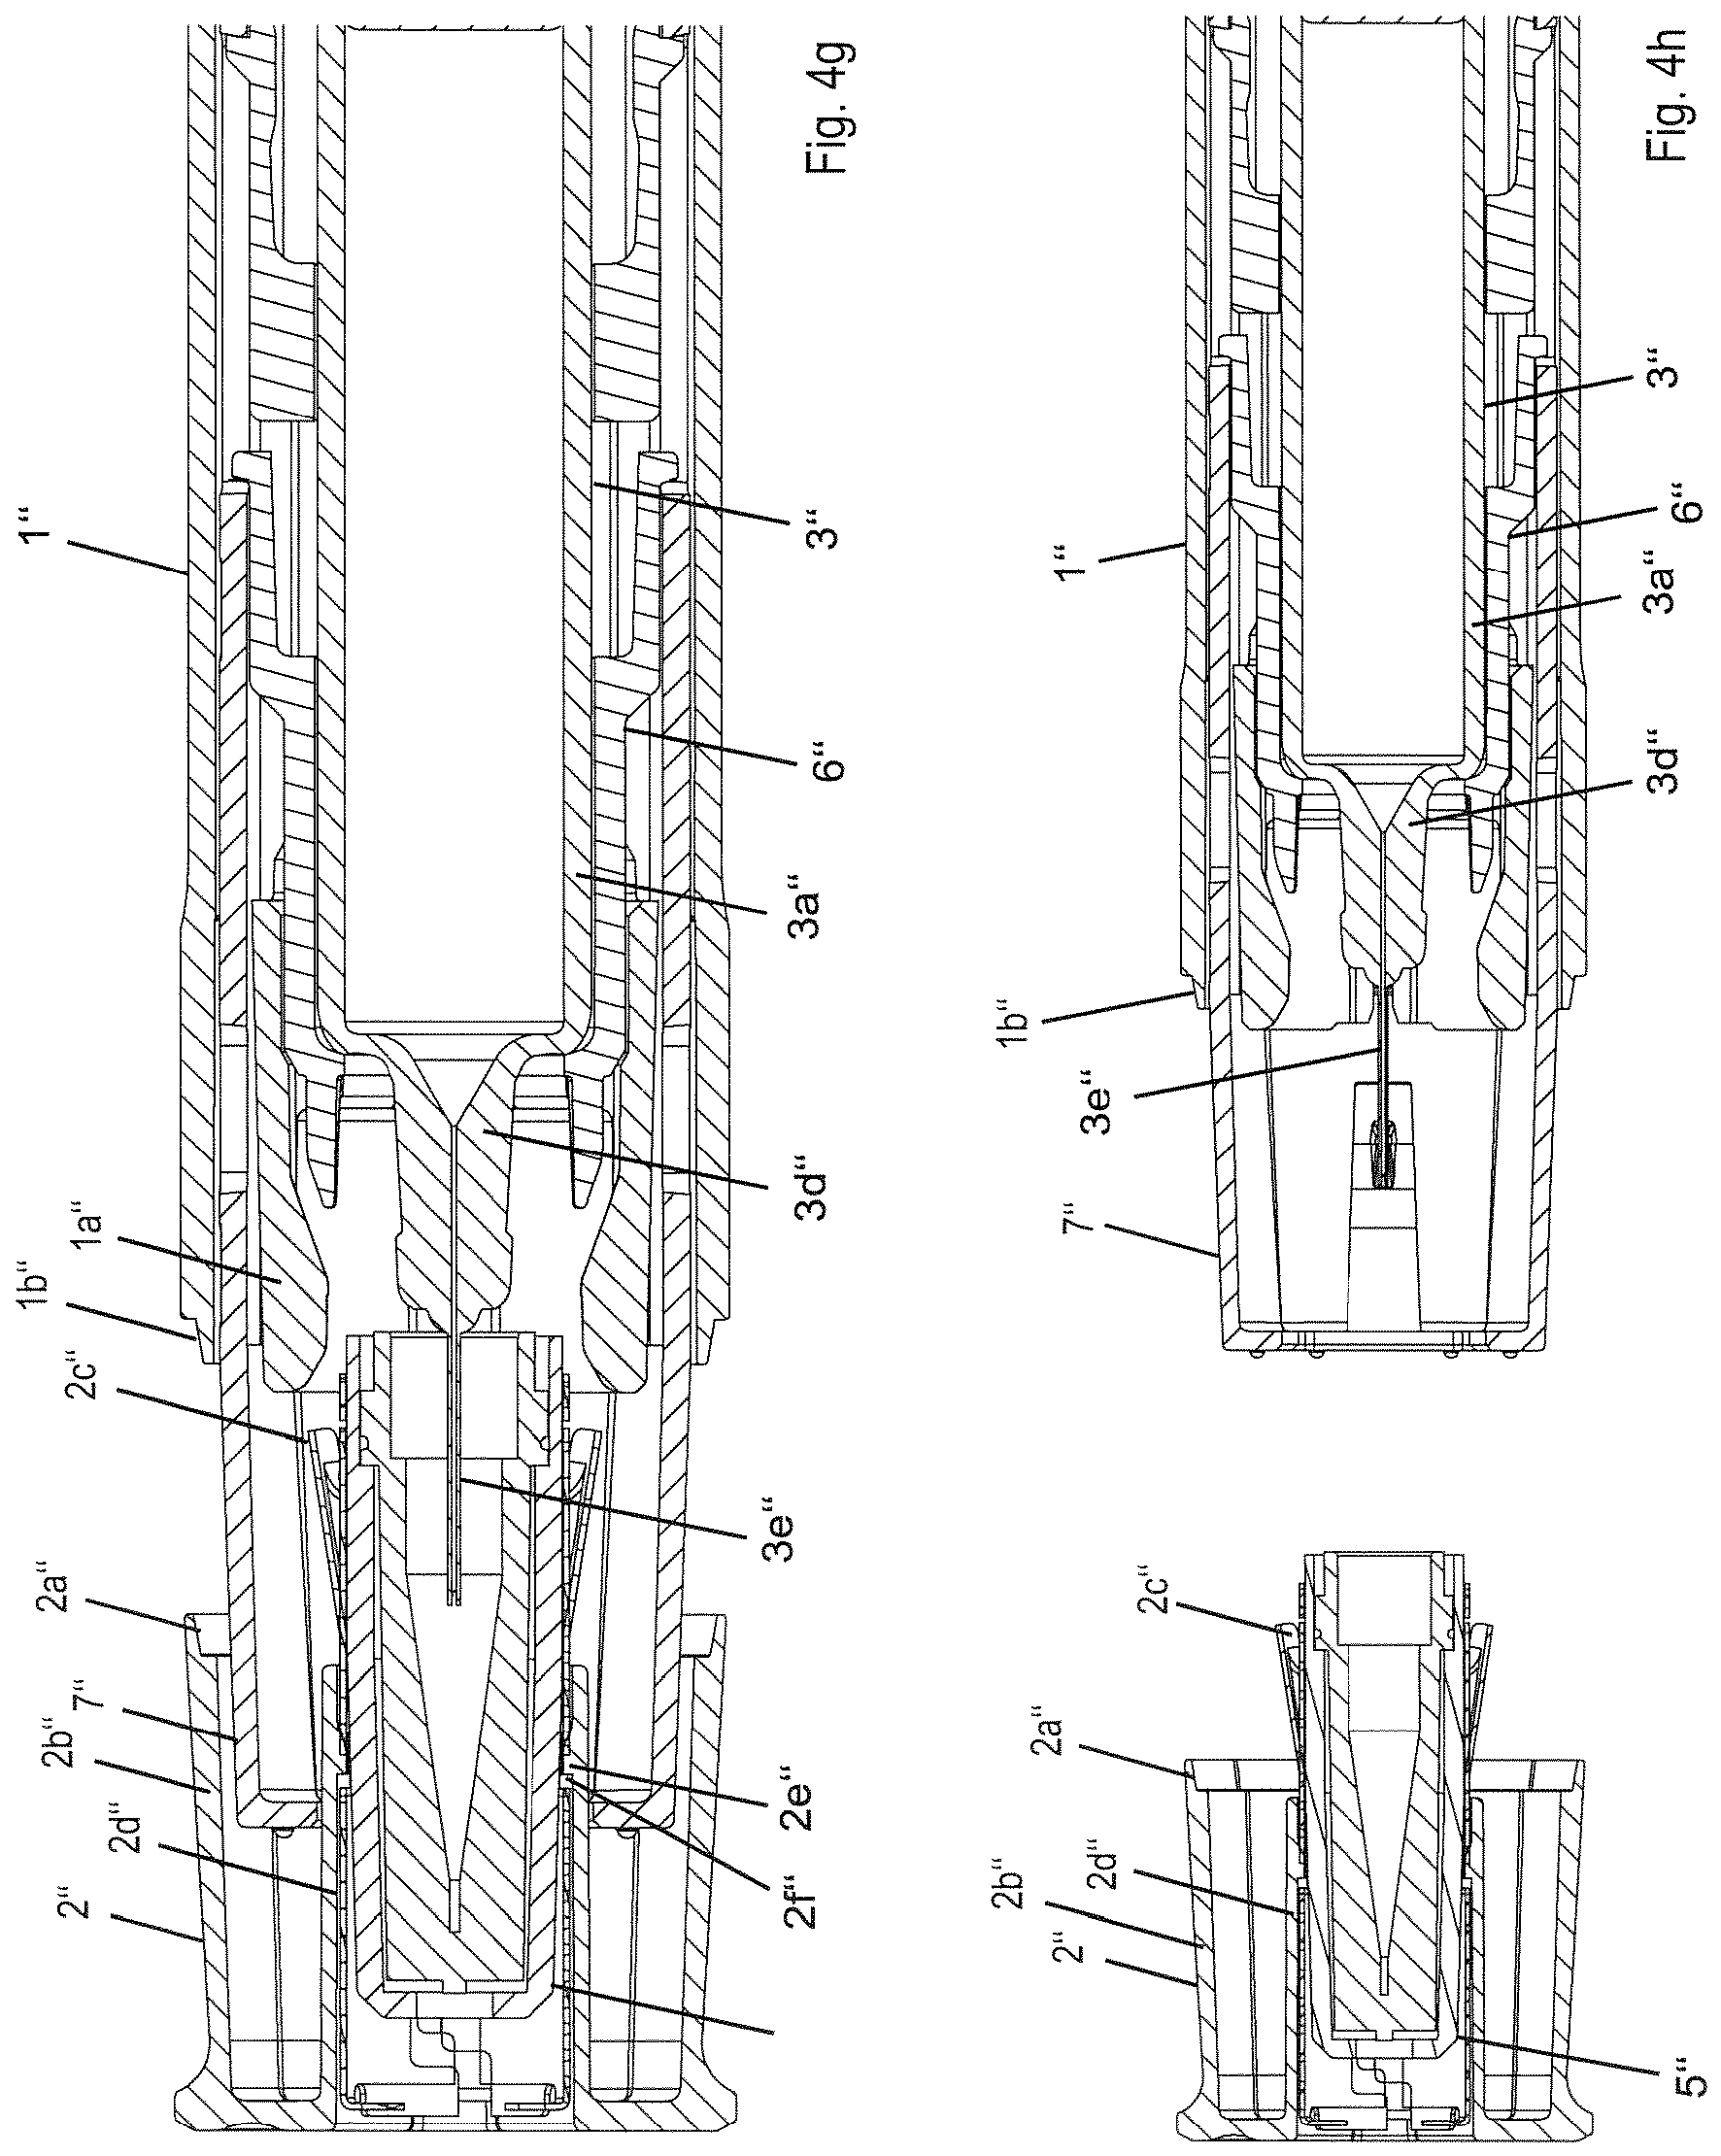 1“
1b“
1a“
2c“
2a“
7“
2b“
2d“
2“
3“
6“
3a“
3d“
3e“
2e“
2f“
Fig. 4g
1“
1b“
3e“
7“
3“
6“
3a“
3d“
2c“
2a“
2d“
2b“
2“
5“
Fig. 4h